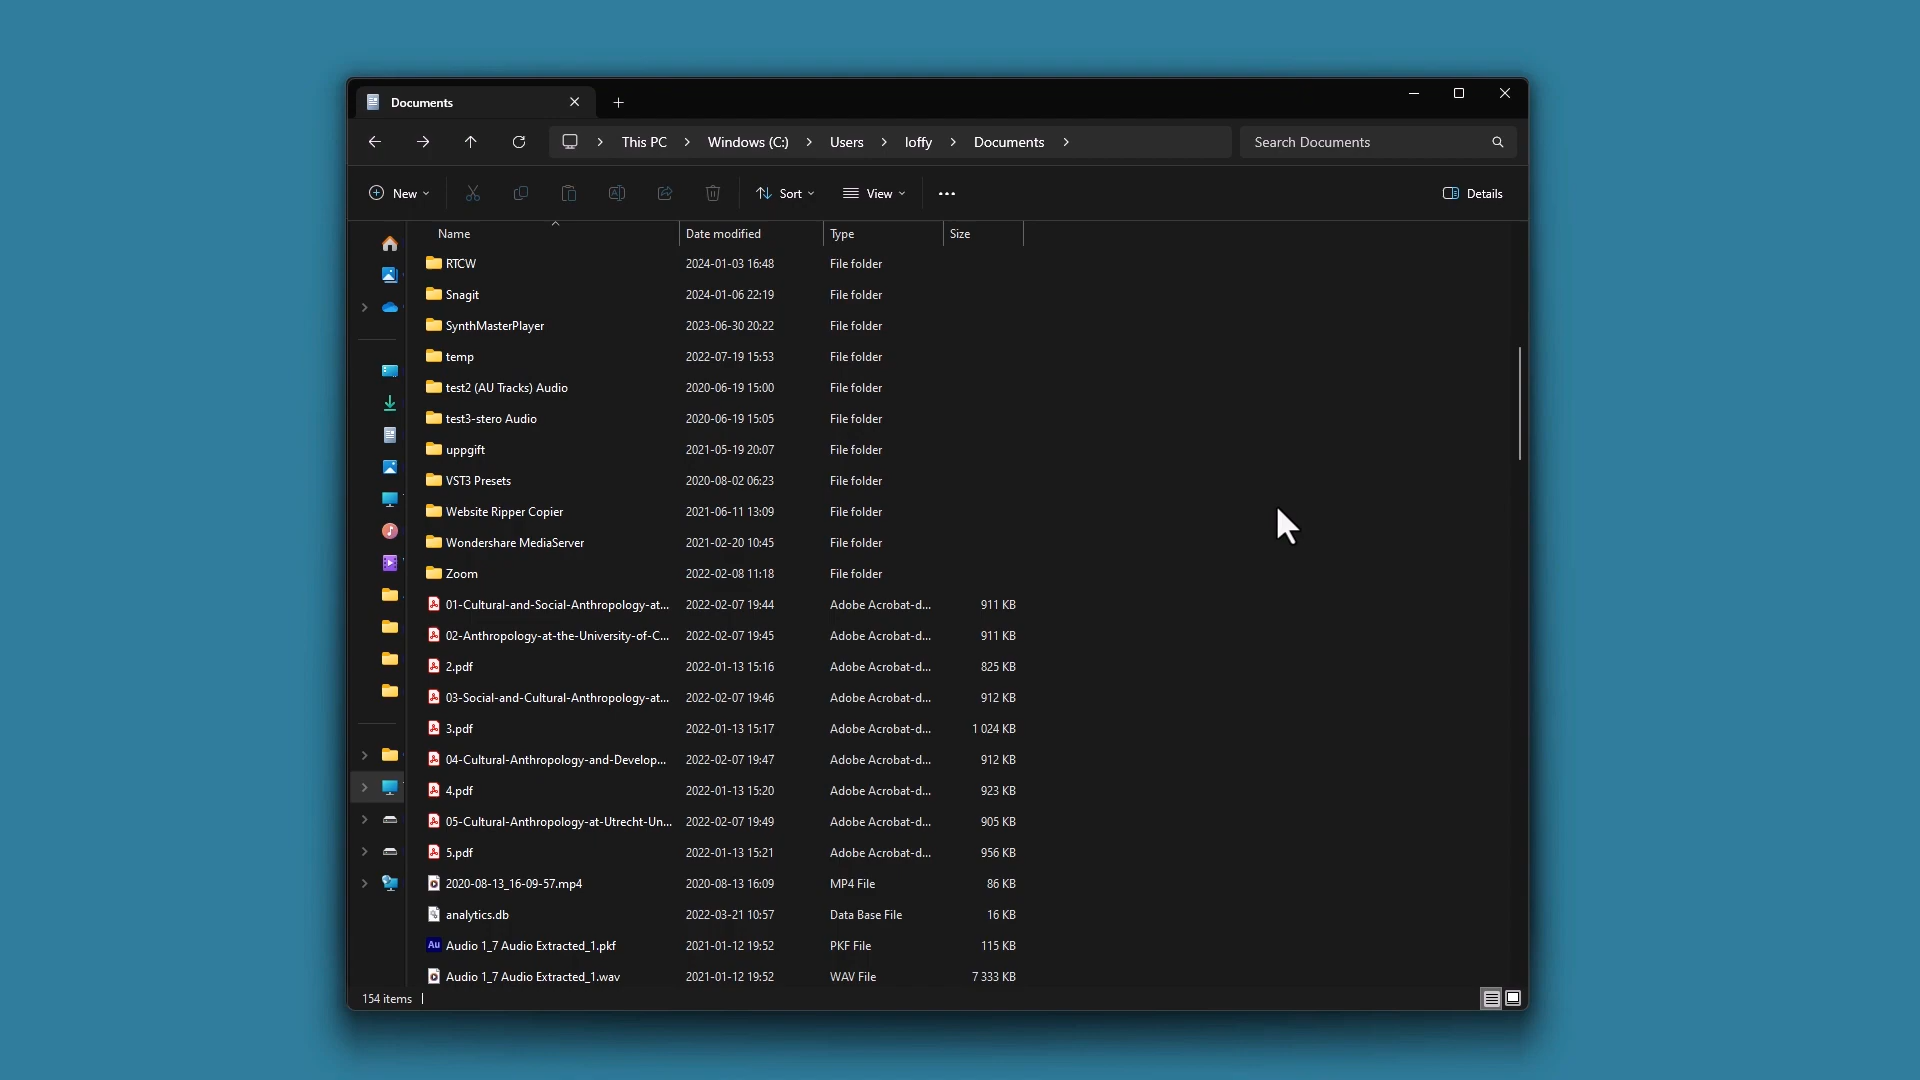 Documents
This PC > Windows (C:) > Users > loffy > Documents >
Search Documents
New Sort View Details
Name Date modified Type Size
RTCW 2024-01-03 16:48 File folder
Snagit 2024-01-06 22:19 File folder
SynthMasterPlayer 2023-06-30 20:22 File folder
temp 2022-07-19 15:53 File folder
test2 (AU Tracks) Audio 2020-06-19 15:00 File folder
test3-stero Audio 2020-06-19 15:05 File folder
uppgift 2021-05-19 20:07 File folder
VST3 Presets 2020-08-02 06:23 File folder
Website Ripper Copier 2021-06-11 13:09 File folder
Wondershare MediaServer 2021-02-20 10:45 File folder
Zoom 2022-02-08 11:18 File folder
01-Cultural-and-Social-Anthropology-at... 2022-02-07 19:44 Adobe Acrobat-d... 911 KB
02-Anthropology-at-the-University-of-C... 2022-02-07 19:45 Adobe Acrobat-d... 911 KB
2.pdf 2022-01-13 15:16 Adobe Acrobat-d... 825 KB
03-Social-and-Cultural-Anthropology-at... 2022-02-07 19:46 Adobe Acrobat-d... 912 KB
3.pdf 2022-01-13 15:17 Adobe Acrobat-d... 1 024 KB
04-Cultural-Anthropology-and-Develop... 2022-02-07 19:47 Adobe Acrobat-d... 912 KB
4.pdf 2022-01-13 15:20 Adobe Acrobat-d... 923 KB
05-Cultural-Anthropology-at-Utrecht-Un... 2022-02-07 19:49 Adobe Acrobat-d... 905 KB
5.pdf 2022-01-13 15:21 Adobe Acrobat-d... 956 KB
2020-08-13_16-09-57.mp4 2020-08-13 16:09 MP4 File 86 KB
analytics.db 2022-03-21 10:57 Data Base File 16 KB
Au Audio 1_7 Audio Extracted_1.pkf 2021-01-12 19:52 PKF File 115 KB
Audio 1_7 Audio Extracted_1.wav 2021-01-12 19:52 WAV File 7 333 KB
154 items